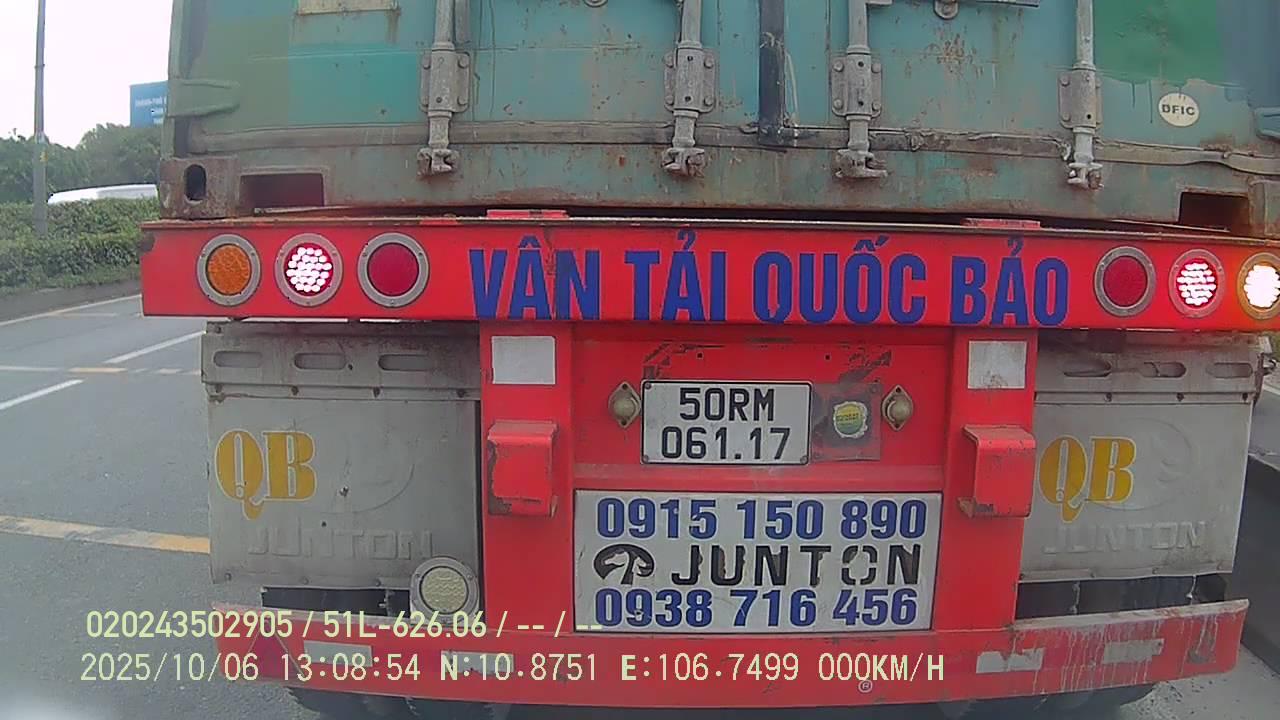 DFIC
VÂN TẢI QUỐC BẢO
50RM
061.17
QB
QB
0915 150 890
JUNTON
JUNTON
JUNTON
0938 716 456
020243502905 / 51L-626.06 / -- / --
2025/10/06 13:08:54 N:10.8751 E:106.7499 000KM/H